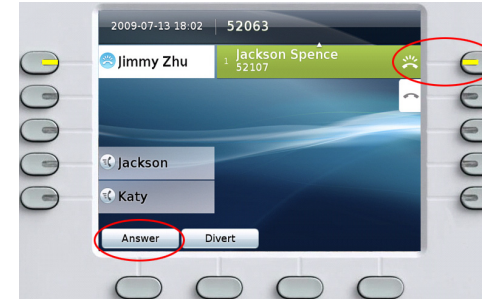 2009-07-13 18:02 52063
Jimmy Zhu
1 Jackson Spence
52107
Jackson
Katy
Answer Divert